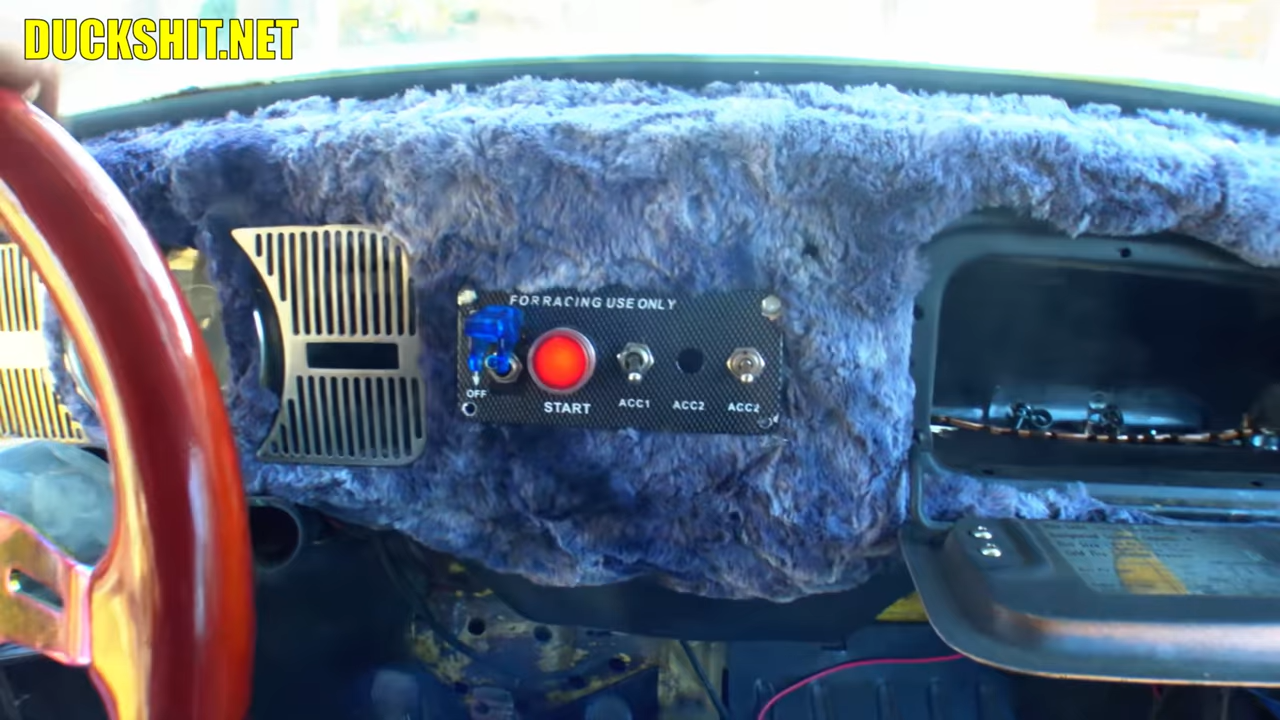 DUCKSHIT.NET
FOR RACING USE ONLY
OFF
START
ACC1
ACC2
ACC2